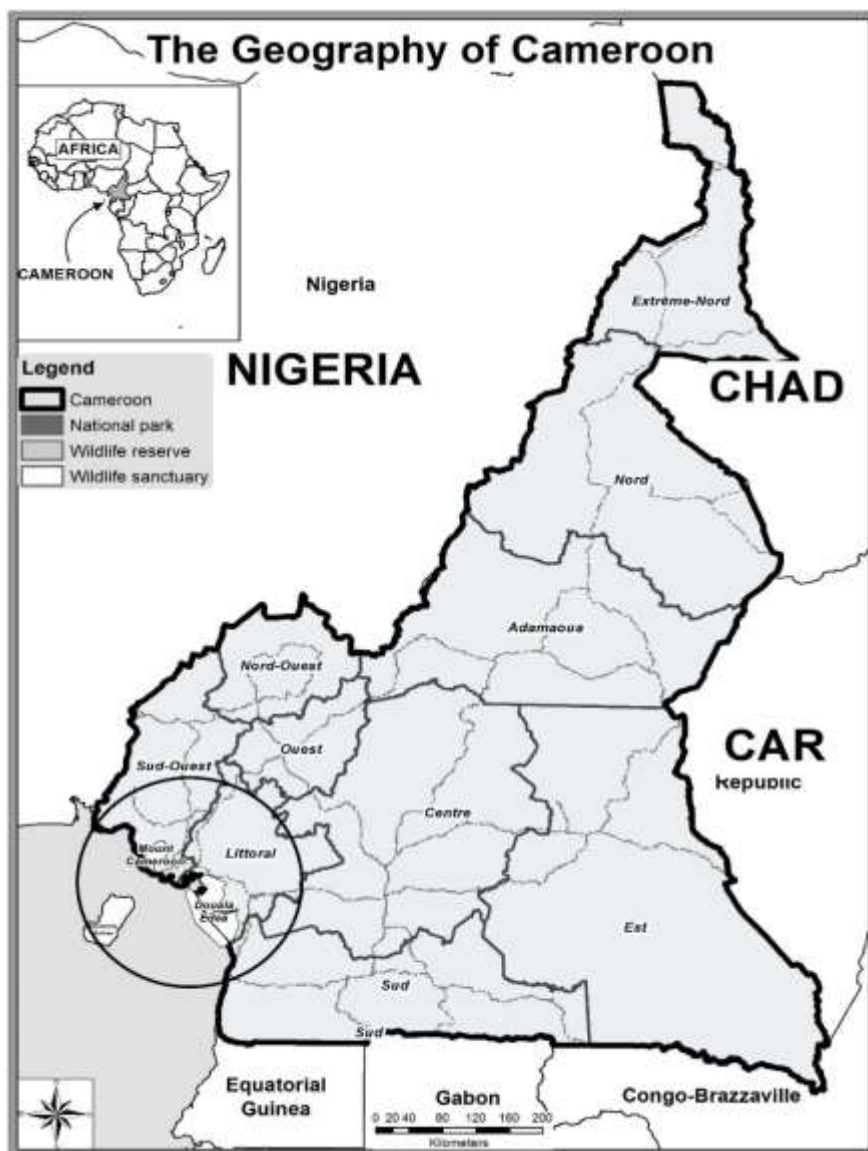 The Geography of Cameroon
AFRICA
CAMEROON
Nigeria
Extrême-Nord
Legend
Cameroon
National park
Wildlife reserve
Wildlife sanctuary
NIGERIA
CHAD
Nord
Adamaoua
Nord-Ouest
Ouest
Sud-Ouest
CAR
Republic
Centre
Mount
Cameroon
Littoral
Douala
Edea
Est
Sud
Sud
Equatorial
Guinea
Gabon
Congo-Brazzaville
0 20 40 80 120 160 200
Kilometers